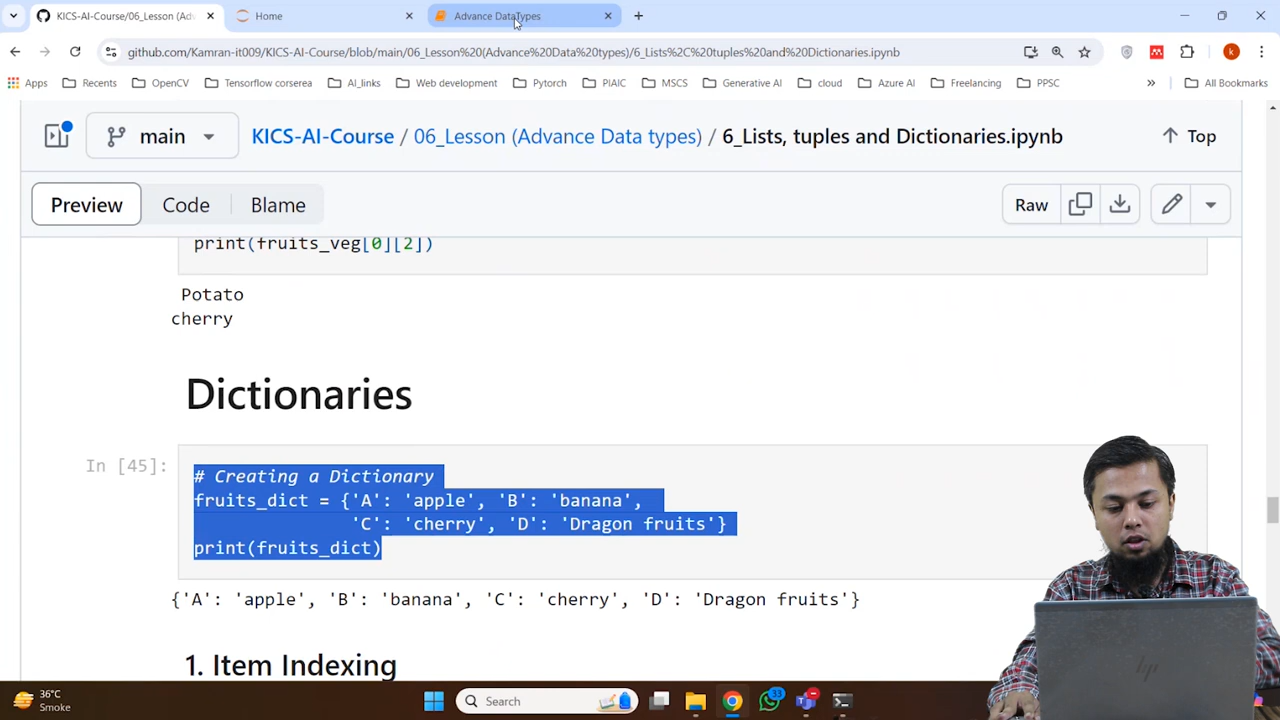 KICS-AI-Course/06_Lesson (Adv
Home
Advance DataTypes
github.com/Kamran-it009/KICS-AI-Course/blob/main/06_Lesson%20(Advance%20Data%20types)/6_Lists%2C%20tuples%20and%20Dictionaries.ipynb
k
Apps Recents OpenCV Tensorflow corsera AI_links Web development Pytorch PIAIC MSCS Generative AI cloud Azure AI Freelancing PPSC » All Bookmarks
main KICS-AI-Course / 06_Lesson (Advance Data types) / 6_Lists, tuples and Dictionaries.ipynb Top
Preview Code Blame Raw
print(fruits_veg[0][2])
Potato
cherry
Dictionaries
In [45]:
# Creating a Dictionary
fruits_dict = {'A': 'apple', 'B': 'banana',
'C': 'cherry', 'D': 'Dragon fruits'}
print(fruits_dict)
{'A': 'apple', 'B': 'banana', 'C': 'cherry', 'D': 'Dragon fruits'}
1. Item Indexing
36°C
Smoke
Search
33
hp